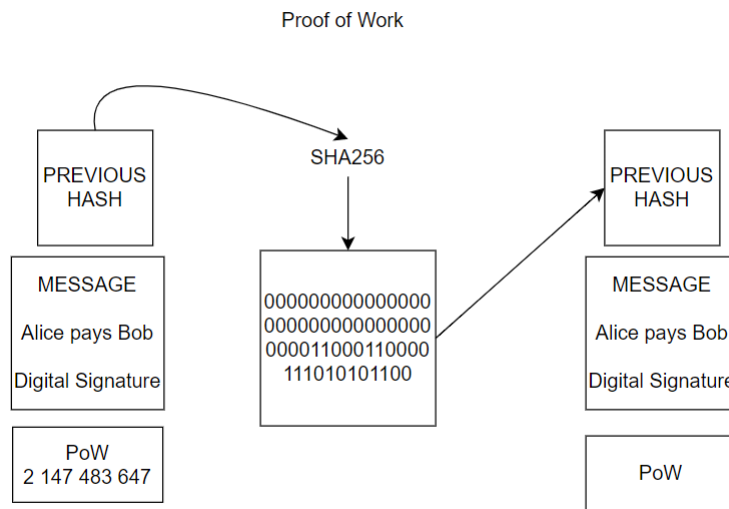 Proof of Work
PREVIOUS
HASH
MESSAGE
Alice pays Bob
Digital Signature
PoW
2 147 483 647
SHA256
000000000000000
000000000000000
000011000110000
111010101100
PREVIOUS
HASH
MESSAGE
Alice pays Bob
Digital Signature
PoW